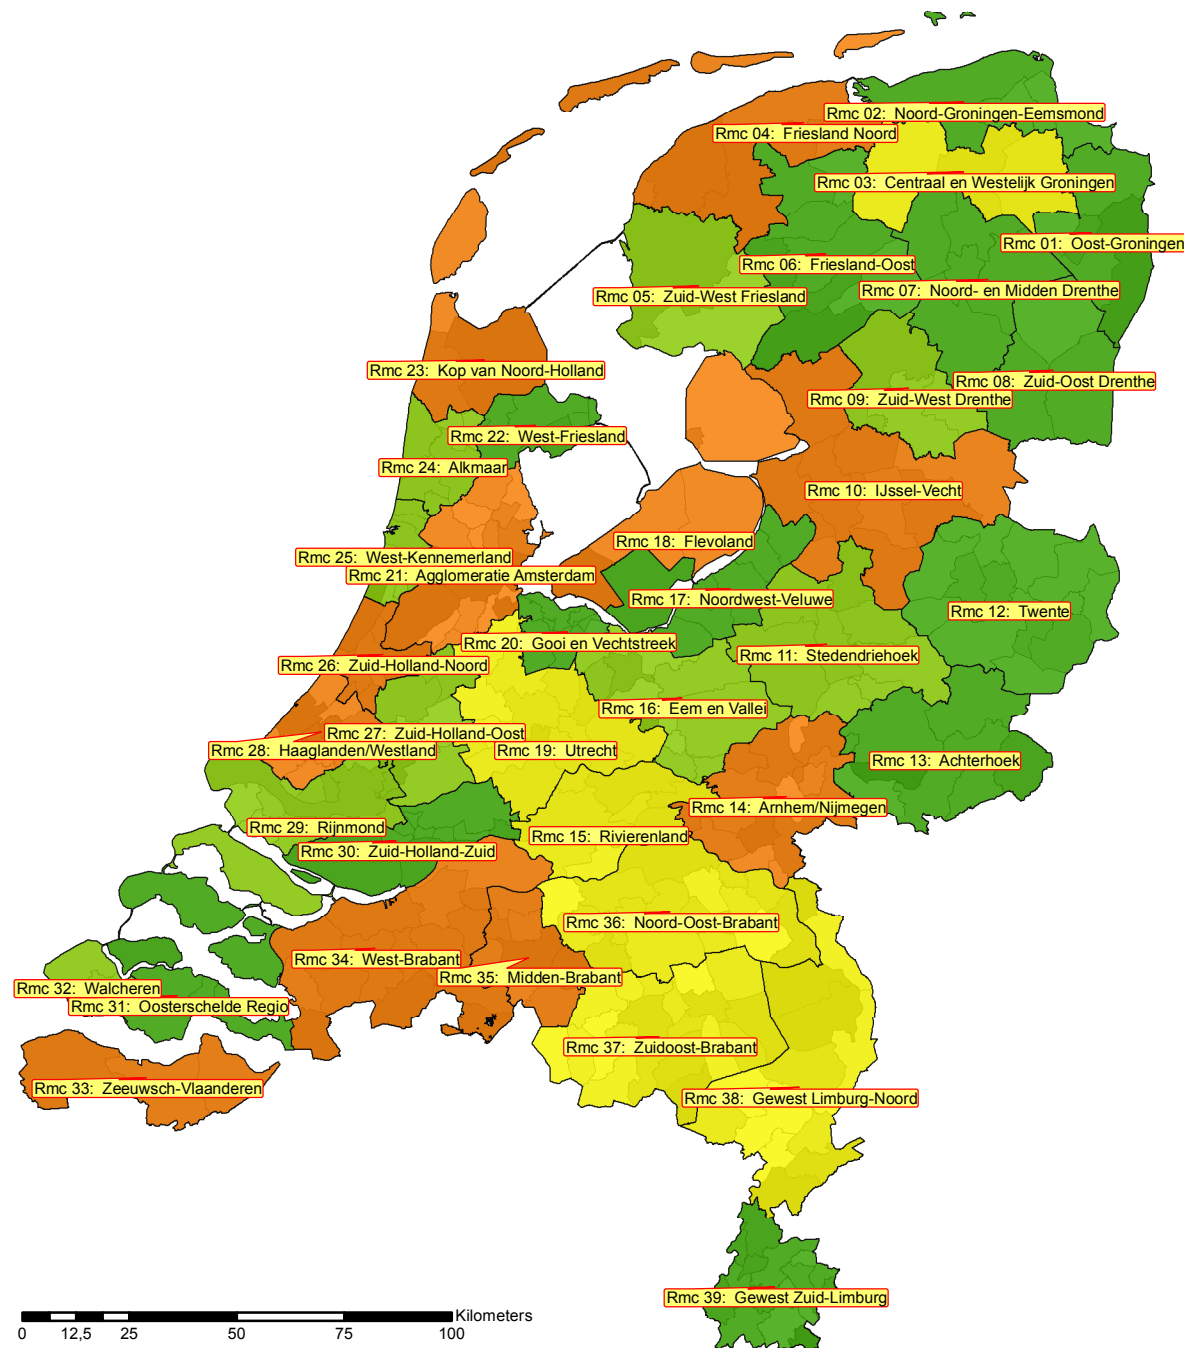 Rmc 02: Noord-Groningen-Eemsmond
Rmc 04: Friesland Noord
Rmc 03: Centraal en Westelijk Groningen
Rmc 01: Oost-Groningen
Rmc 06: Friesland-Oost
Rmc 07: Noord- en Midden Drenthe
Rmc 05: Zuid-West Friesland
Rmc 23: Kop van Noord-Holland
Rmc 08: Zuid-Oost Drenthe
Rmc 09: Zuid-West Drenthe
Rmc 22: West-Friesland
Rmc 24: Alkmaar
Rmc 10: IJssel-Vecht
Rmc 18: Flevoland
Rmc 25: West-Kennemerland
Rmc 21: Agglomeratie Amsterdam
Rmc 17: Noordwest-Veluwe
Rmc 12: Twente
Rmc 20: Gooi en Vechtstreek
Rmc 11: Stedendriehoek
Rmc 26: Zuid-Holland-Noord
Rmc 16: Eem en Vallei
Rmc 27: Zuid-Holland-Oost
Rmc 28: Haaglanden/Westland
Rmc 19: Utrecht
Rmc 13: Achterhoek
Rmc 14: Arnhem/Nijmegen
Rmc 29: Rijnmond
Rmc 15: Rivierenland
Rmc 30: Zuid-Holland-Zuid
Rmc 36: Noord-Oost-Brabant
Rmc 34: West-Brabant
Rmc 35: Midden-Brabant
Rmc 32: Walcheren
Rmc 31: Oosterschelde Regio
Rmc 37: Zuidoost-Brabant
Rmc 33: Zeeuwsch-Vlaanderen
Rmc 38: Gewest Limburg-Noord
Rmc 39: Gewest Zuid-Limburg
Kilometers
0 12,5 25 50 75 100